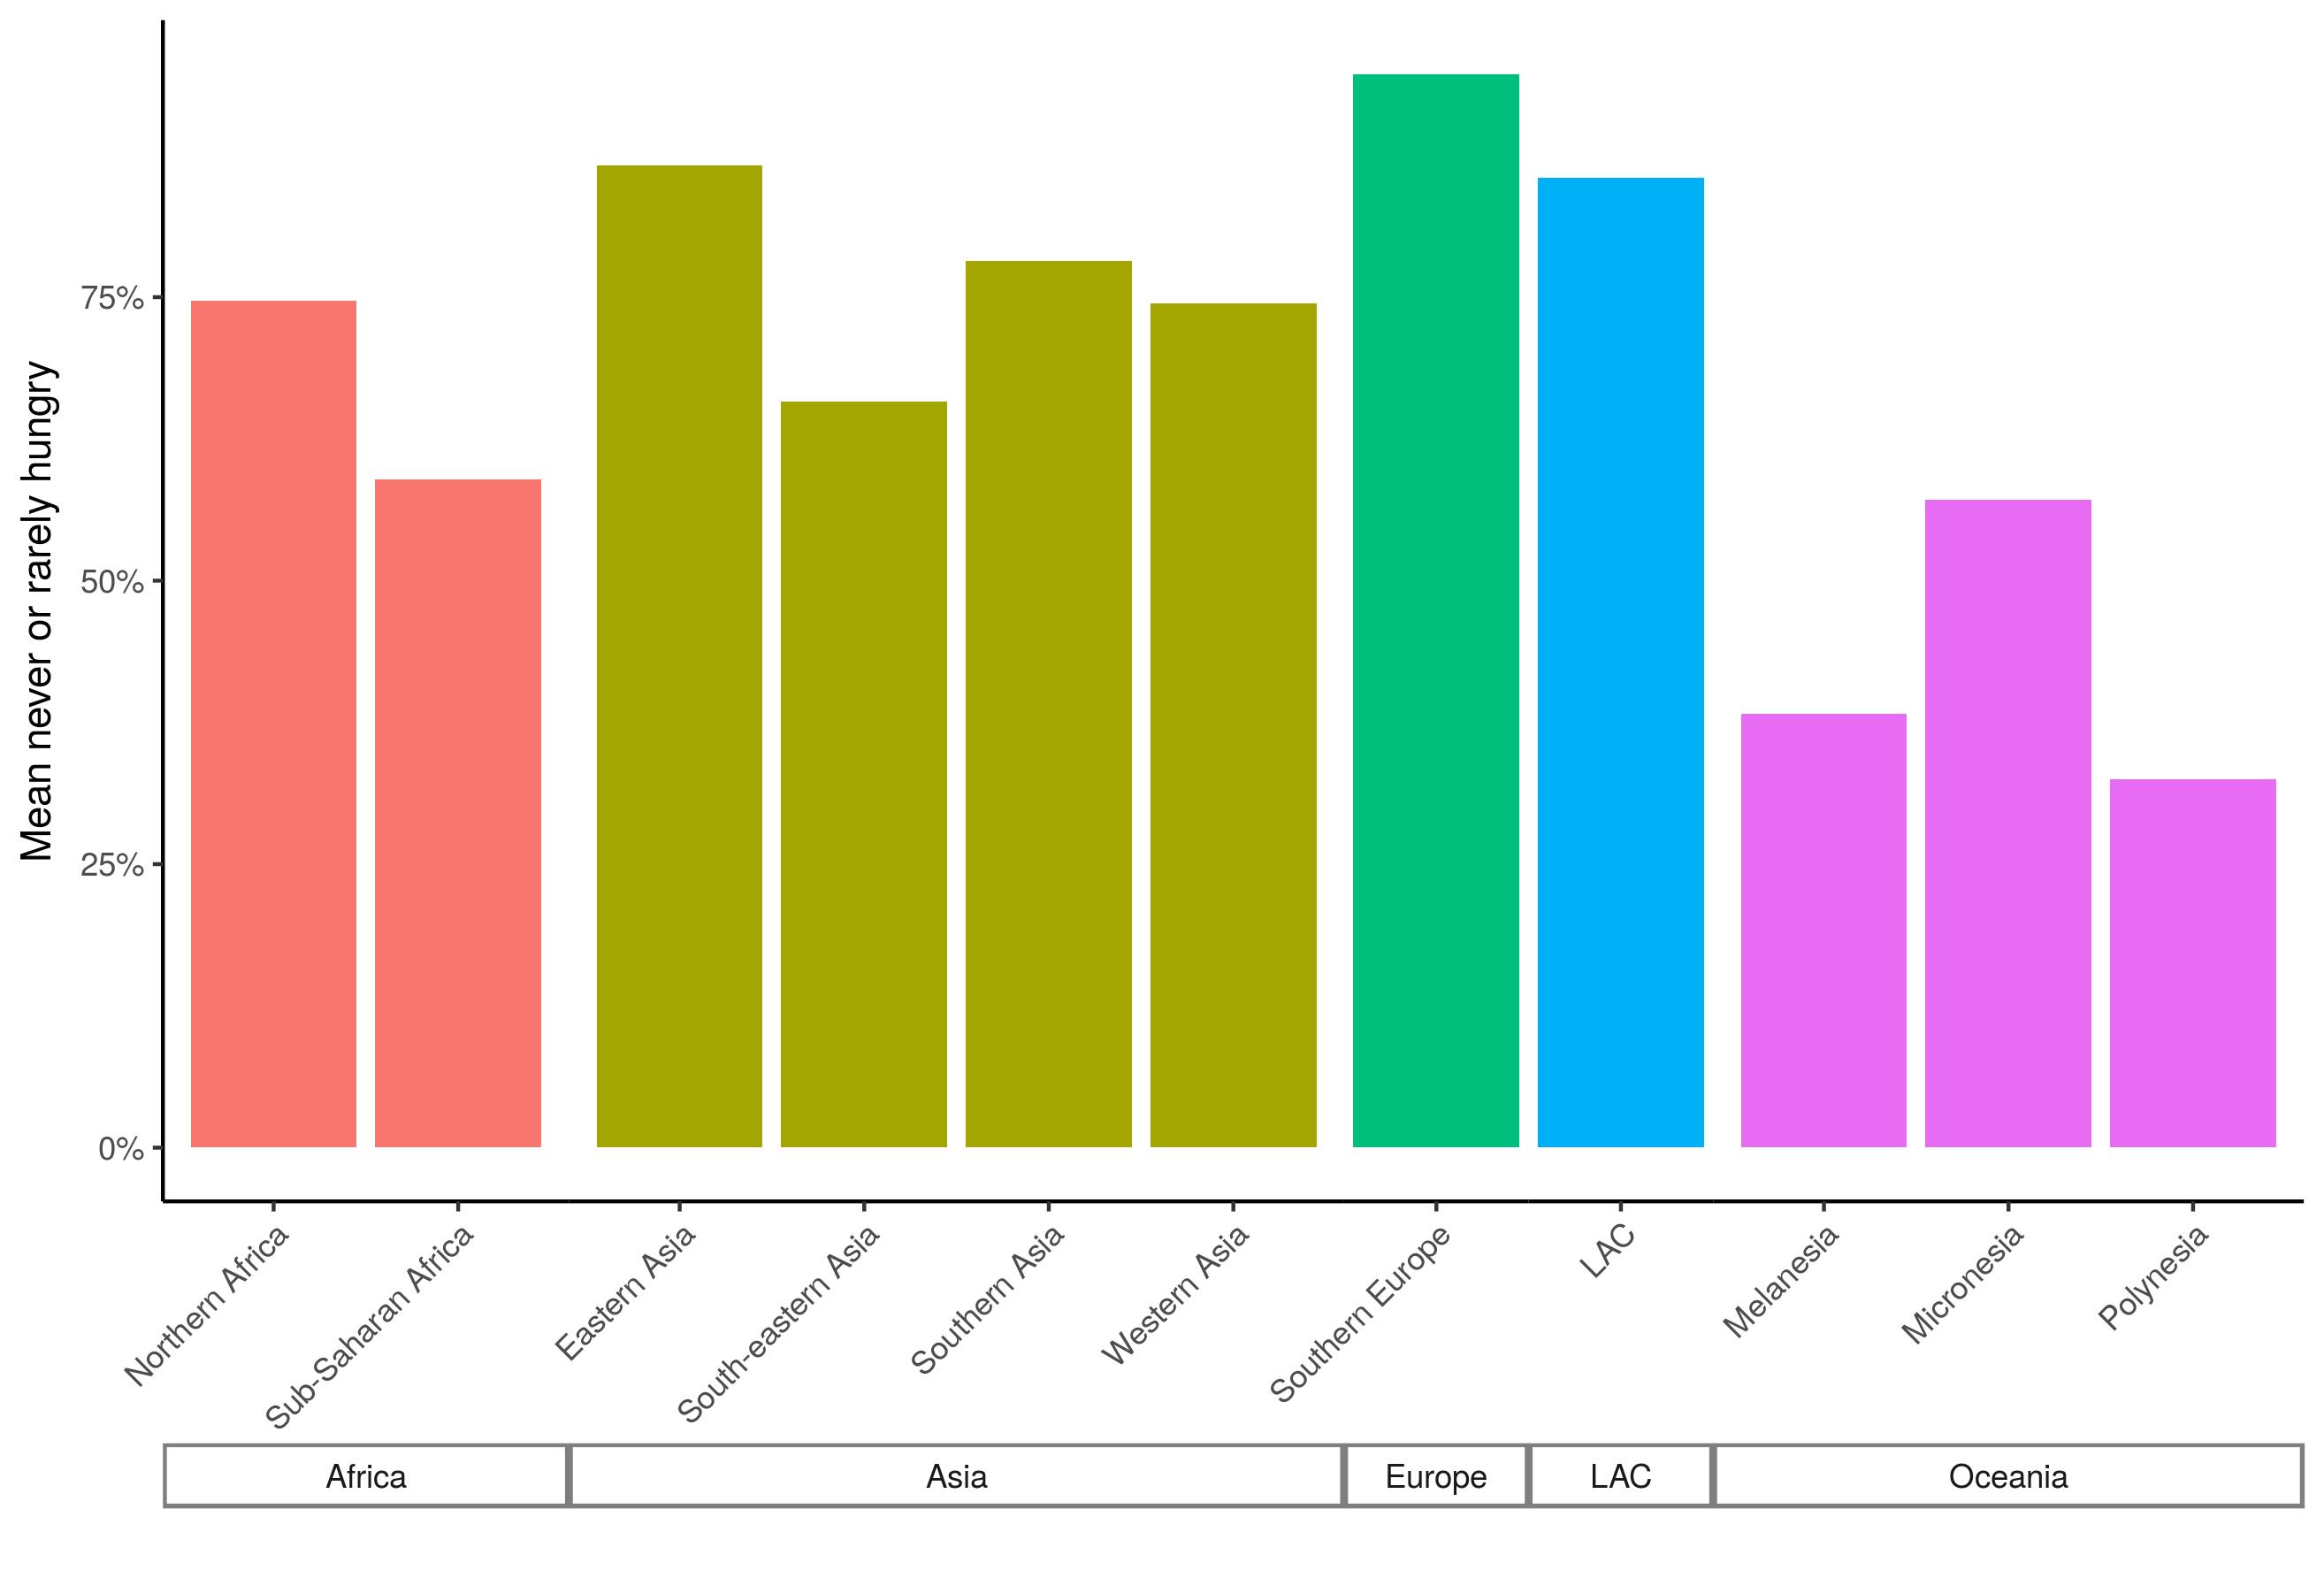 Mean never or rarely hungry
75%
50%
25%
0%
Northern Africa
Sub-Saharan Africa
Eastern Asia
South-eastern Asia
Southern Asia
Western Asia
Southern Europe
LAC
Melanesia
Micronesia
Polynesia
Africa
Asia
Europe
LAC
Oceania